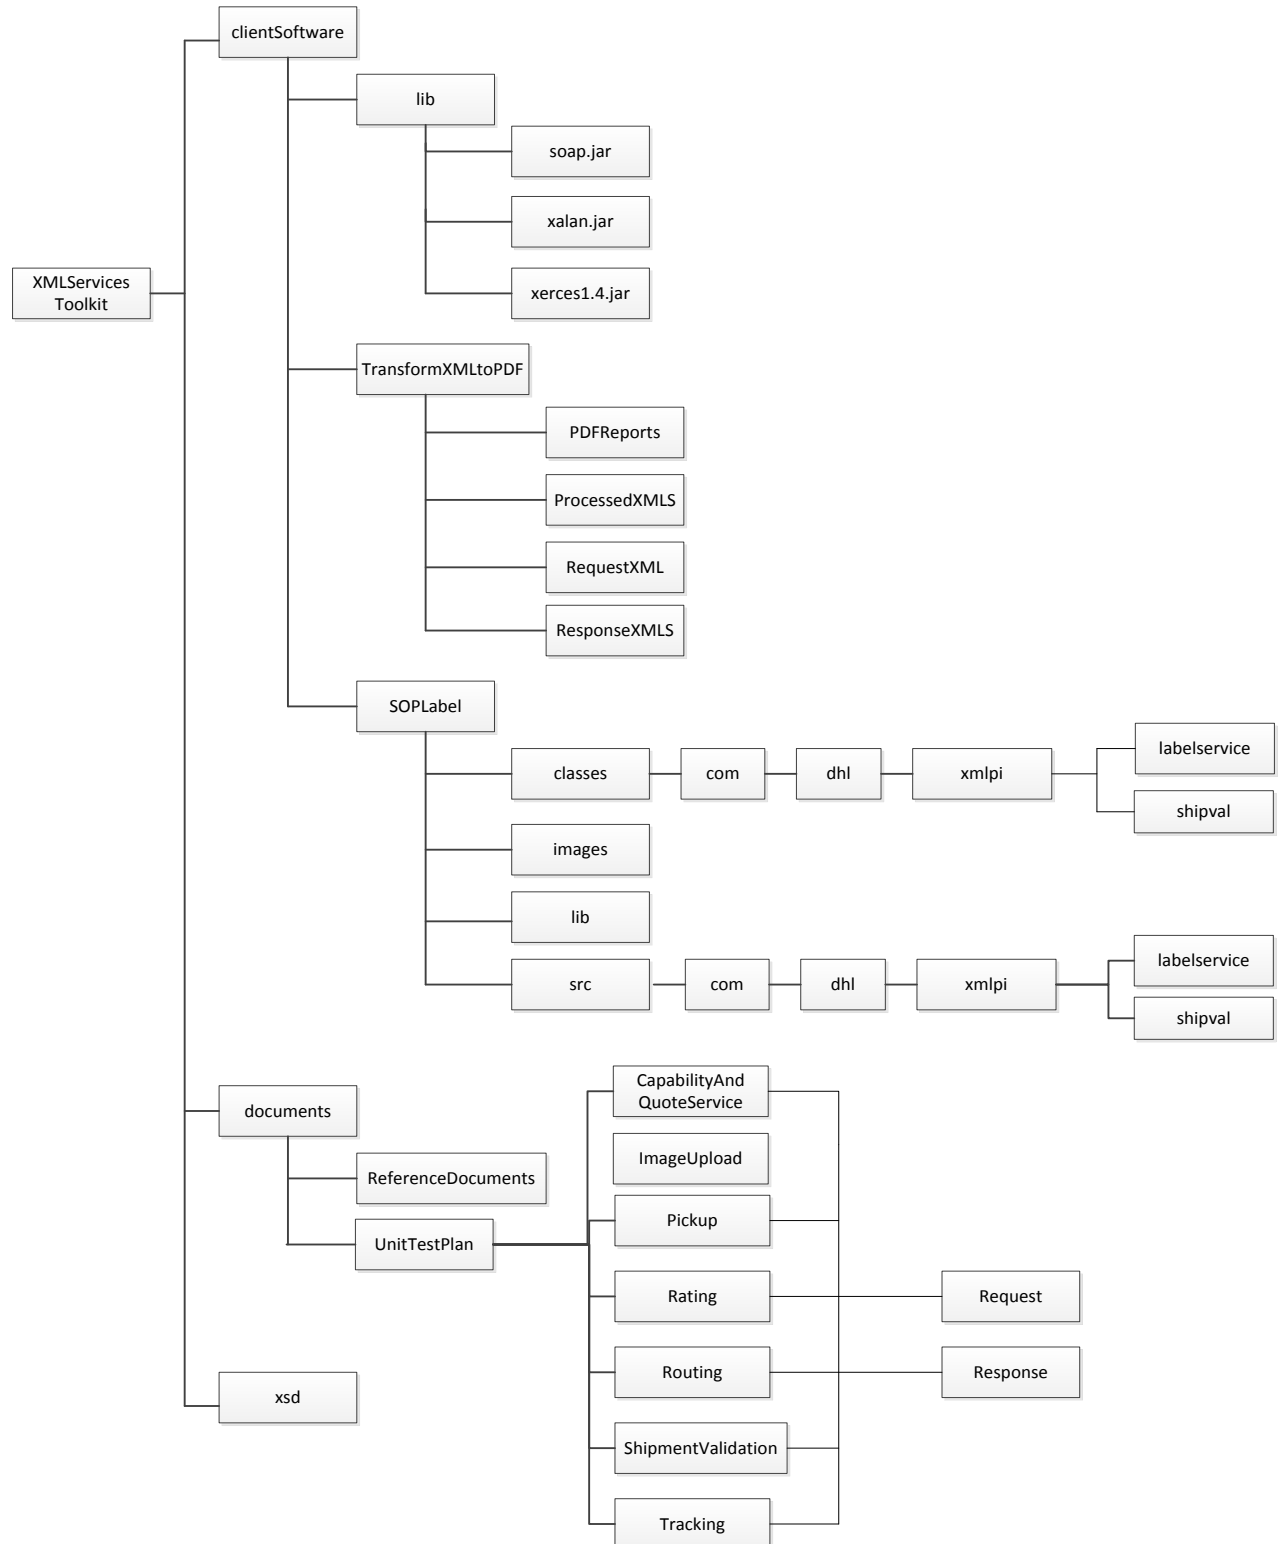 clientSoftware
lib
soap.jar
xalan.jar
XMLServices
Toolkit
xerces1.4.jar
TransformXMLtoPDF
PDFReports
ProcessedXMLS
RequestXML
ResponseXMLS
SOPLabel
classes
com
dhl
xmlpi
labelservice
shipval
images
lib
src
com
dhl
xmlpi
labelservice
shipval
documents
ReferenceDocuments
UnitTestPlan
CapabilityAnd
QuoteService
ImageUpload
Pickup
Rating
Request
Routing
Response
xsd
ShipmentValidation
Tracking